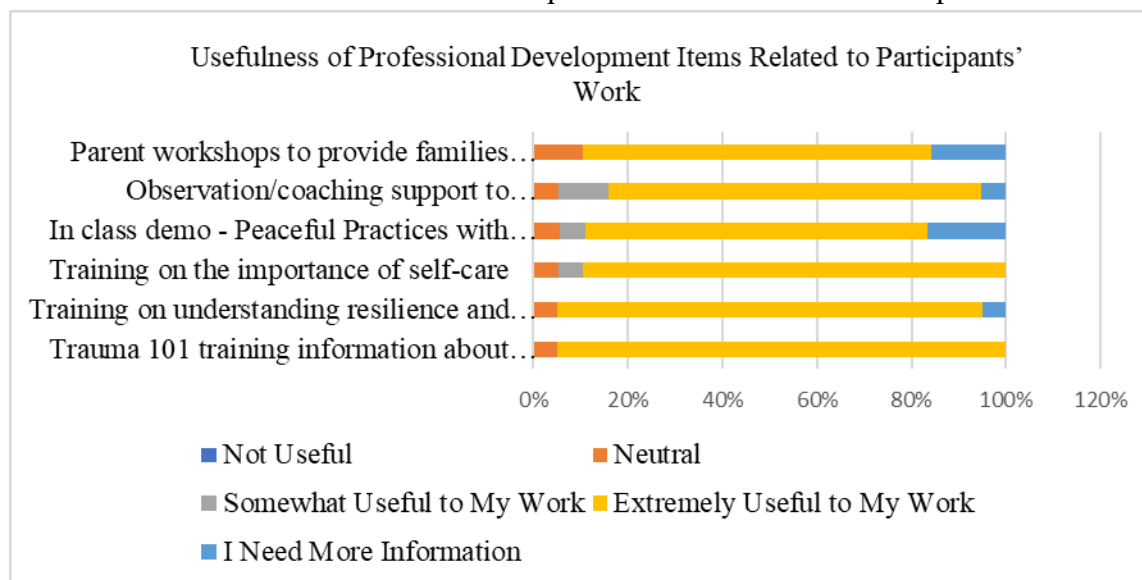 Usefulness of Professional Development Items Related to Participants'
Work
Parent workshops to provide families…
Observation/coaching support to…
In class demo - Peaceful Practices with…
Training on the importance of self-care
Training on understanding resilience and…
Trauma 101 training information about…
0% 20% 40% 60% 80% 100% 120%
Not Useful Neutral
Somewhat Useful to My Work Extremely Useful to My Work
I Need More Information